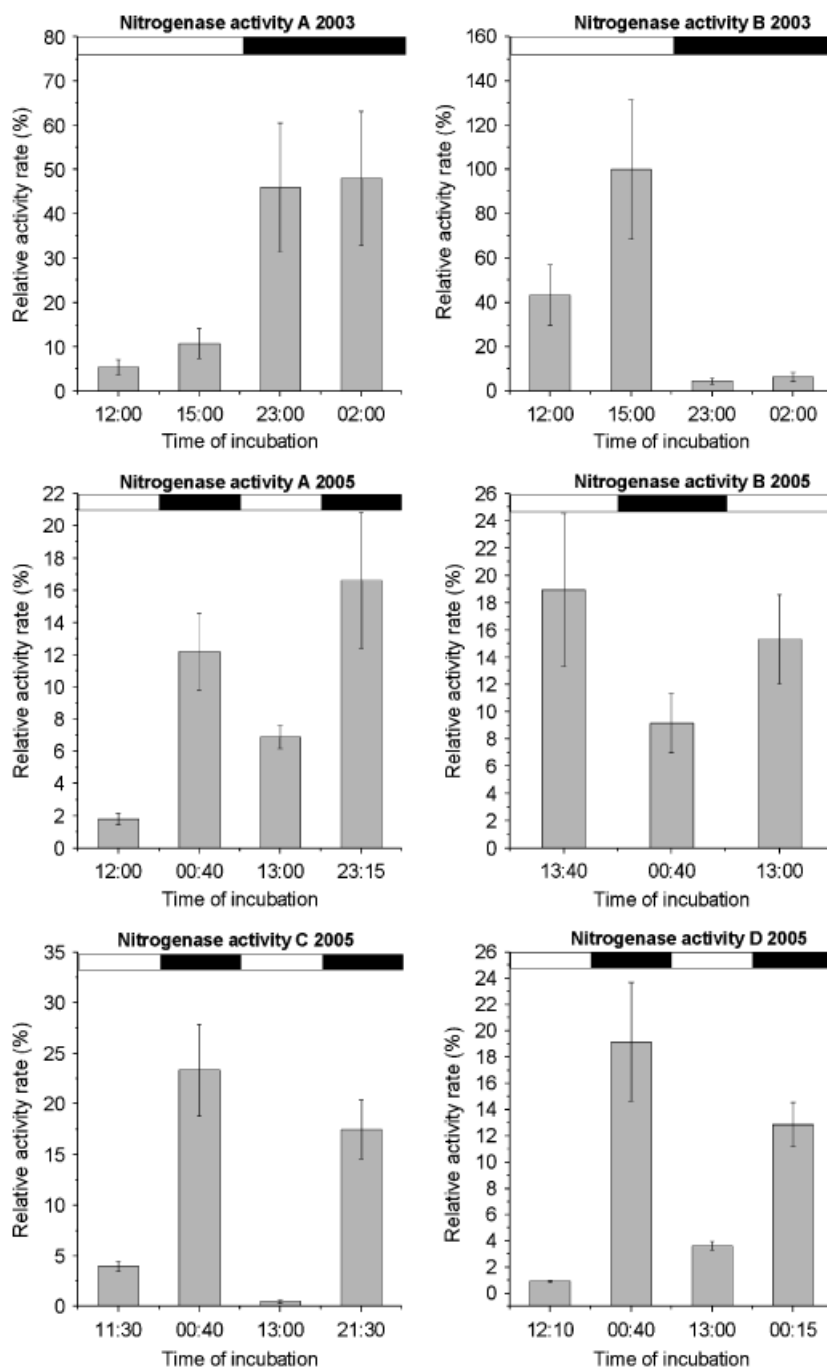 Nitrogenase activity A 2003
80
70
60
50
40
30
20
10
0
Relative activity rate (%)
12:00 15:00 23:00 02:00
Time of incubation
Nitrogenase activity B 2003
160
140
120
100
80
60
40
20
0
Relative activity rate (%)
12:00 15:00 23:00 02:00
Time of incubation
Nitrogenase activity A 2005
22
20
18
16
14
12
10
8
6
4
2
0
Relative activity rate (%)
12:00 00:40 13:00 23:15
Time of incubation
Nitrogenase activity B 2005
26
24
22
20
18
16
14
12
10
8
6
4
2
0
Relative activity rate (%)
13:40 00:40 13:00
Time of incubation
Nitrogenase activity C 2005
35
30
25
20
15
10
5
0
Relative activity rate (%)
11:30 00:40 13:00 21:30
Time of incubation
Nitrogenase activity D 2005
26
24
22
20
18
16
14
12
10
8
6
4
2
0
Relative activity rate (%)
12:10 00:40 13:00 00:15
Time of incubation